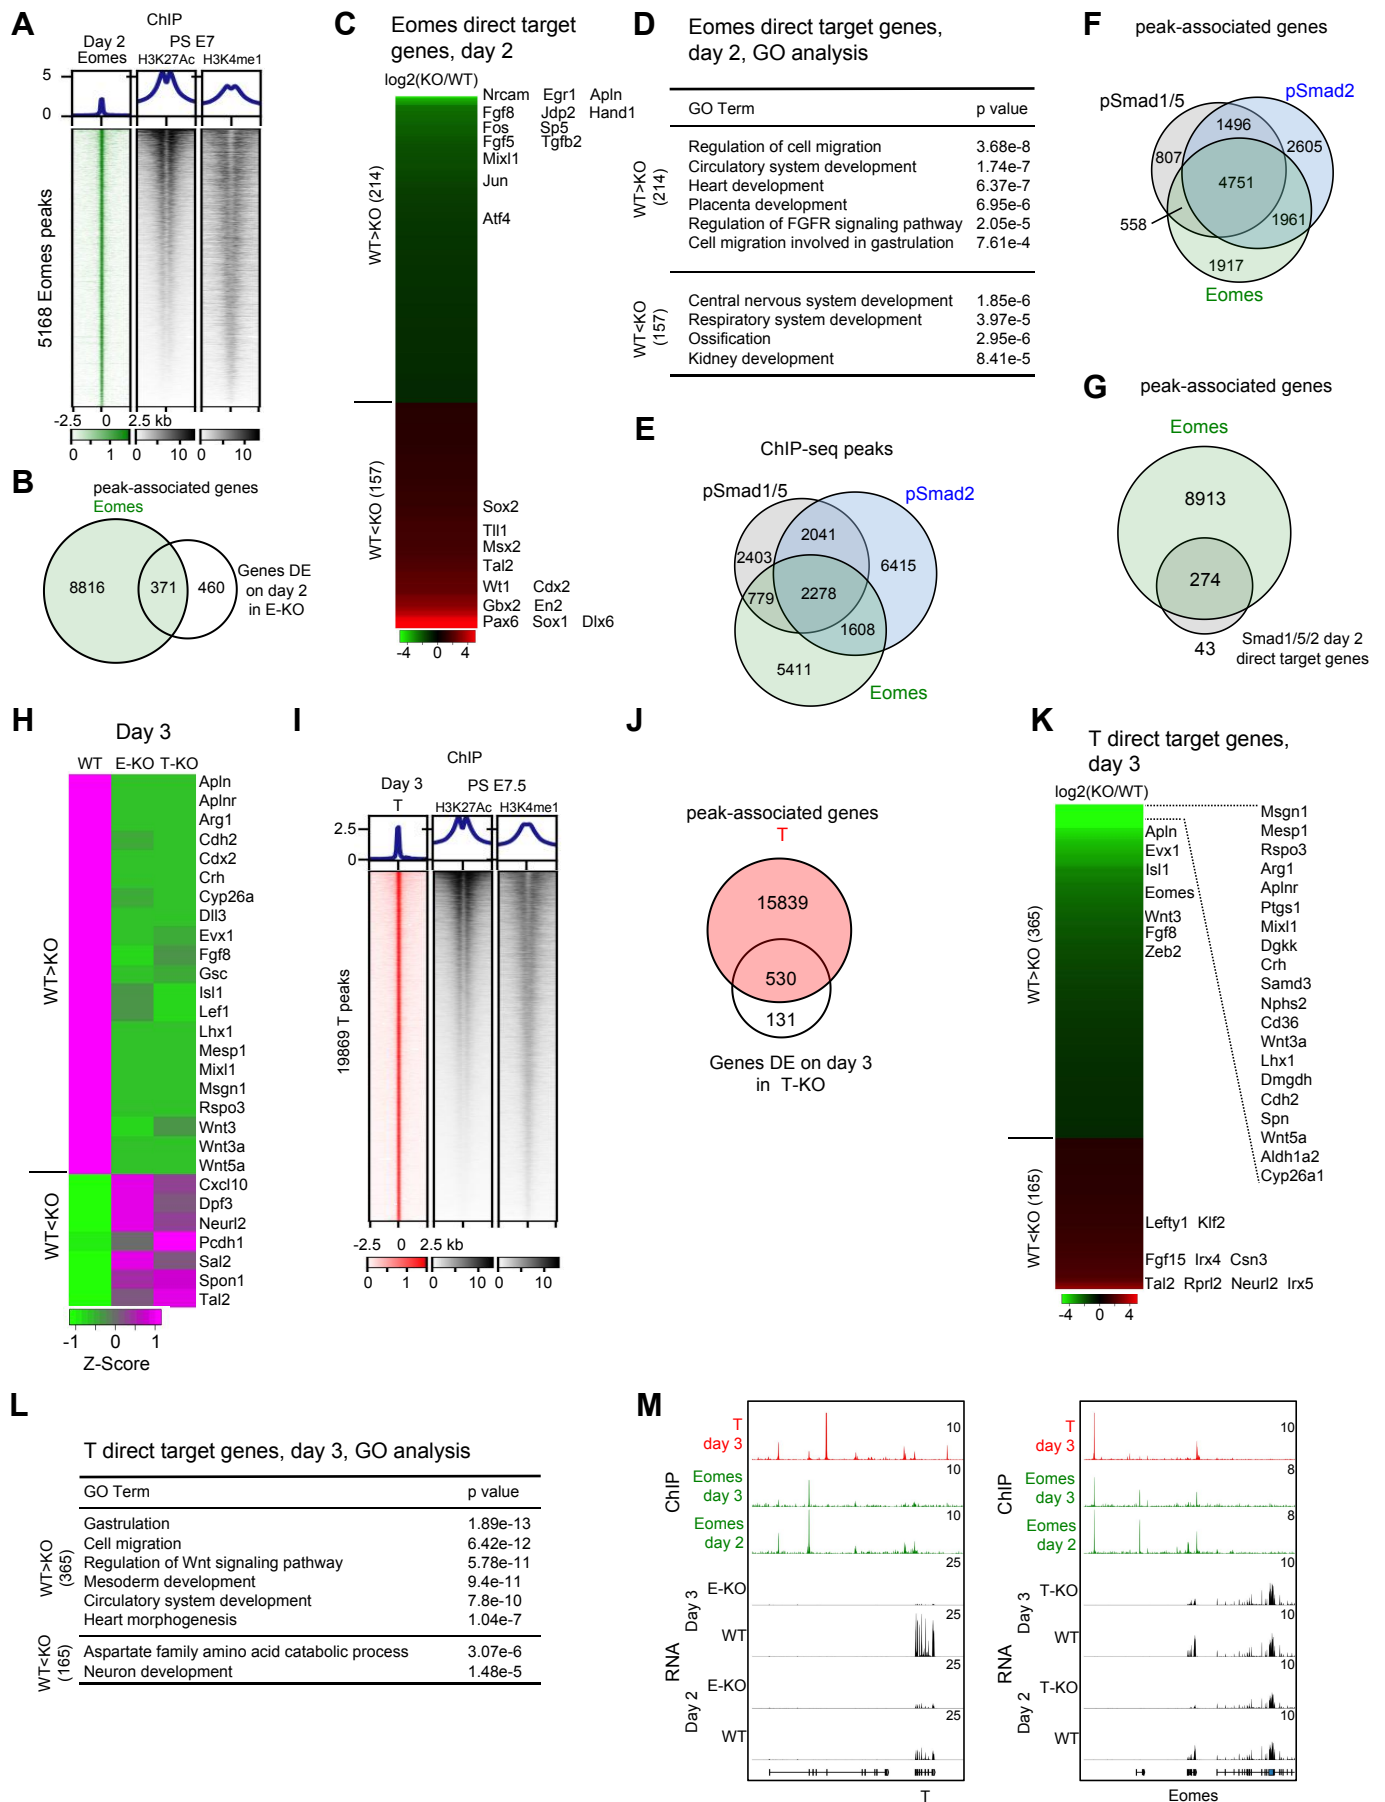 A
ChIP
Day 2
Eomes
PS E7
H3K27Ac
H3K4me1
5
0
5168 Eomes peaks
-2.5 0 2.5 kb
0 1 0 10 0 10
B
peak-associated genes
Eomes
8816
371
460
Genes DE
on day 2
in E-KO
C
Eomes direct target
genes, day 2
log2(KO/WT)
WT>KO (214)
WT<KO (157)
Nrcam Egr1 Apln
Fgf8 Jdp2 Hand1
Fos Sp5
Fgf5 Tgfb2
Mixl1
Jun
Atf4
Sox2
Tll1
Msx2
Tal2
Wt1 Cdx2
Gbx2 En2
Pax6 Sox1 Dlx6
-4 0 4
D
Eomes direct target genes,
day 2, GO analysis
GO Term p value
WT>KO
(214)
Regulation of cell migration 3.68e-8
Circulatory system development 1.74e-7
Heart development 6.37e-7
Placenta development 6.95e-6
Regulation of FGFR signaling pathway 2.05e-5
Cell migration involved in gastrulation 7.61e-4
WT<KO
(157)
Central nervous system development 1.85e-6
Respiratory system development 3.97e-5
Ossification 2.95e-6
Kidney development 8.41e-5
E
ChIP-seq peaks
pSmad1/5
pSmad2
2041
2403
6415
779
2278
1608
5411
Eomes
F
peak-associated genes
pSmad1/5
pSmad2
1496
807
2605
4751
558
1961
1917
Eomes
G
peak-associated genes
Eomes
8913
274
43
Smad1/5/2 day 2
direct target genes
H
Day 3
WT E-KO T-KO
WT>KO
WT<KO
Apln
Aplnr
Arg1
Cdh2
Cdx2
Crh
Cyp26a
Dll3
Evx1
Fgf8
Gsc
Isl1
Lef1
Lhx1
Mesp1
Mixl1
Msgn1
Rspo3
Wnt3
Wnt3a
Wnt5a
Cxcl10
Dpf3
Neurl2
Pcdh1
Sal2
Spon1
Tal2
-1 0 1
Z-Score
I
ChIP
Day 3
T
PS E7.5
H3K27Ac
H3K4me1
2.5
0
19869 T peaks
-2.5 0 2.5 kb
0 1 0 10 0 10
J
peak-associated genes
T
15839
530
131
Genes DE on day 3
in T-KO
K
T direct target genes,
day 3
log2(KO/WT)
WT>KO (365)
WT<KO (165)
Apln
Evx1
Isl1
Eomes
Wnt3
Fgf8
Zeb2
Lefty1 Klf2
Fgf15 Irx4 Csn3
Tal2 Rprl2 Neurl2 Irx5
-4 0 4
Msgn1
Mesp1
Rspo3
Arg1
Aplnr
Ptgs1
Mixl1
Dgkk
Crh
Samd3
Nphs2
Cd36
Wnt3a
Lhx1
Dmgdh
Cdh2
Spn
Wnt5a
Aldh1a2
Cyp26a1
L
T direct target genes, day 3, GO analysis
GO Term p value
WT>KO
(365)
Gastrulation 1.89e-13
Cell migration 6.42e-12
Regulation of Wnt signaling pathway 5.78e-11
Mesoderm development 9.4e-11
Circulatory system development 7.8e-10
Heart morphogenesis 1.04e-7
WT<KO
(165)
Aspartate family amino acid catabolic process 3.07e-6
Neuron development 1.48e-5
M
ChIP
RNA
Day 3
Day 2
T
day 3
10
Eomes
day 3
10
Eomes
day 2
10
E-KO
25
WT
25
E-KO
25
WT
25
T
ChIP
RNA
Day 3
Day 2
T
day 3
10
Eomes
day 3
8
Eomes
day 2
8
T-KO
10
WT
10
T-KO
10
WT
10
Eomes